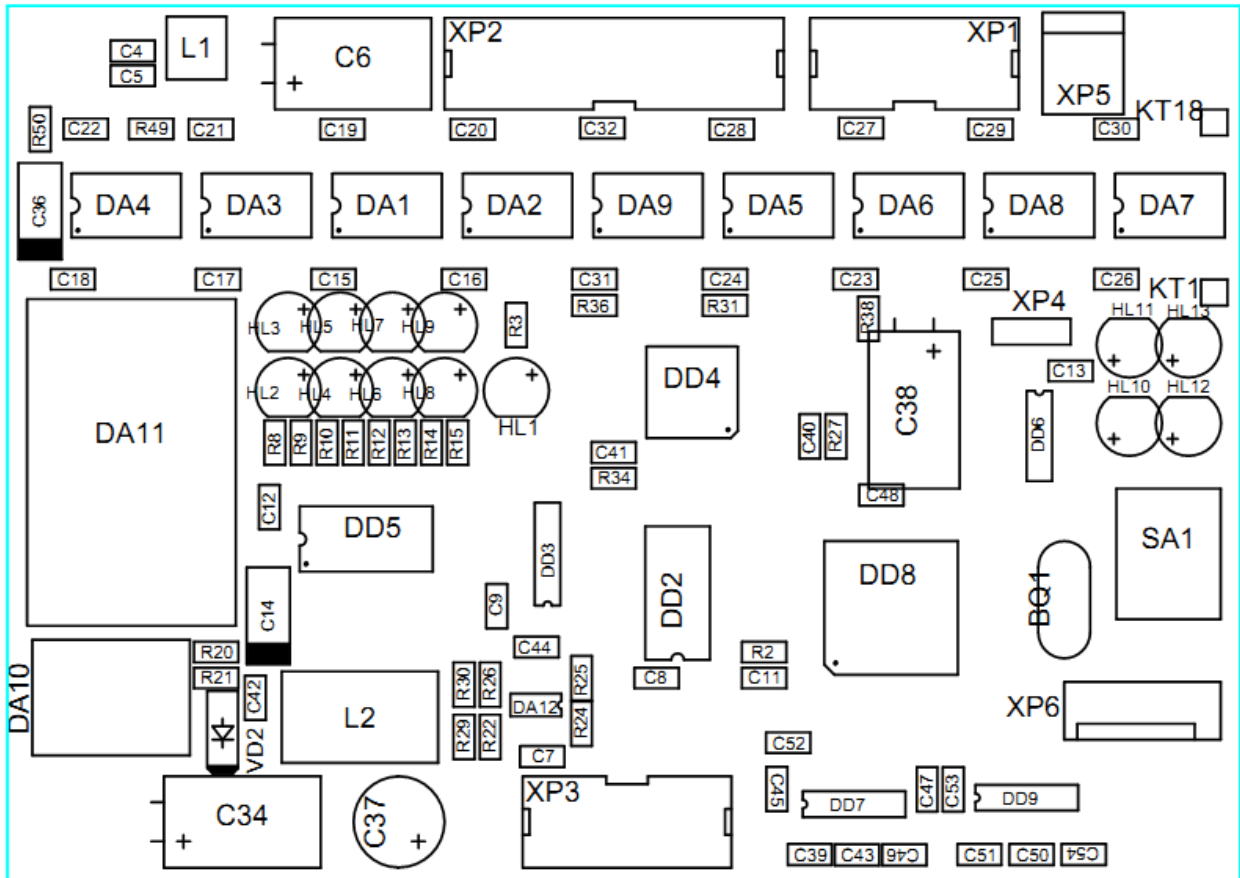 C4
C5
L1
C6
XP2
XP1
XP5
KT18
R50
C22
R49
C21
C19
C20
C32
C28
C27
C29
C30
C36
DA4
DA3
DA1
DA2
DA9
DA5
DA6
DA8
DA7
C18
C17
C15
C16
C31
C24
C23
C25
C26
KT1
R36
R31
R38
XP4
HL3
HL5
HL7
HL9
R3
HL11
HL13
DA11
HL2
HL4
HL6
HL8
HL1
DD4
C38
C13
HL10
HL12
R8
R9
R10
R11
R12
R13
R14
R15
C41
R34
C40
R27
DD6
C48
C12
DD5
DD3
DD2
DD8
BQ1
SA1
C14
C9
C44
R20
R21
R2
C8
C11
DA10
C42
VD2
L2
R30
R26
R25
DA12
R29
R22
R24
C7
XP6
C52
C34
C37
XP3
C45
DD7
C47
C53
DD9
C39
C43
C46
C51
C50
C54